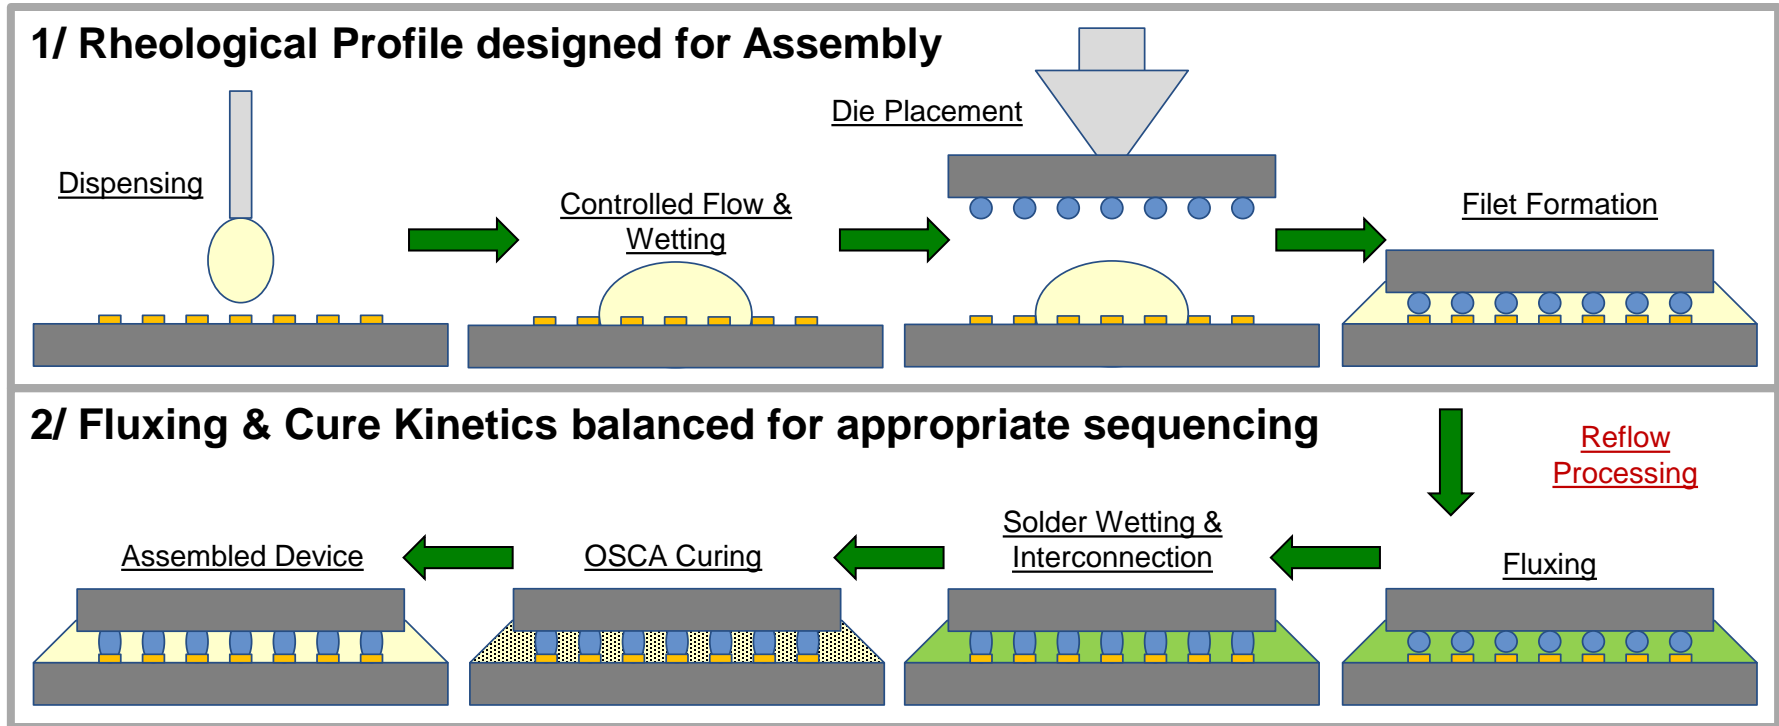 1/ Rheological Profile designed for Assembly
Dispensing
Controlled Flow &
Wetting
Die Placement
Filet Formation
2/ Fluxing & Cure Kinetics balanced for appropriate sequencing
Reflow
Processing
Fluxing
Solder Wetting &
Interconnection
OSCA Curing
Assembled Device